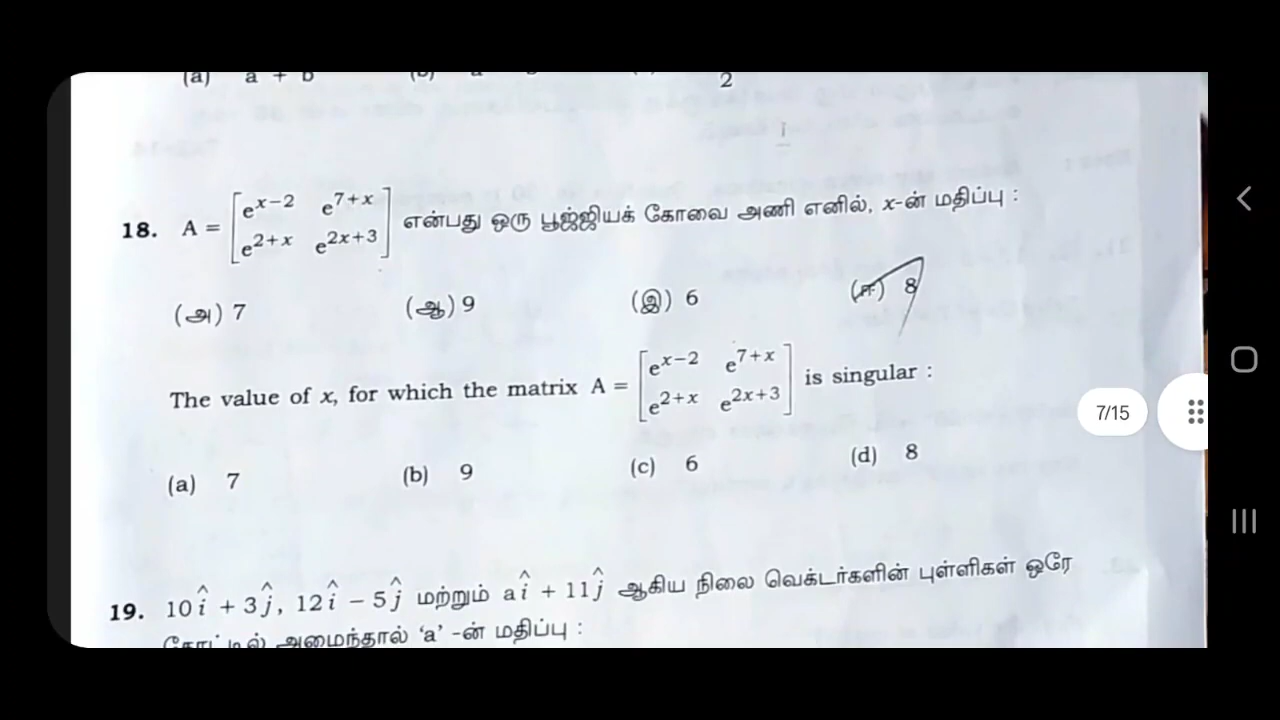 (a) a + b
2
18. A = [e^{x−2} e^{7+x}
e^{2+x} e^{2x+3}] என்பது ஒரு பூஜ்ஜியக் கோவை அணி எனில், x-ன் மதிப்பு :
(அ) 7 (ஆ) 9 (இ) 6 (ஈ) 8
The value of x, for which the matrix A = [e^{x−2} e^{7+x}
e^{2+x} e^{2x+3}] is singular :
(a) 7 (b) 9 (c) 6 (d) 8
7/15
19. 10î + 3ĵ, 12î − 5ĵ மற்றும் aî + 11ĵ ஆகிய நிலை வெக்டர்களின் புள்ளிகள் ஒரே
கோட்டில் அமைந்தால் 'a' -ன் மதிப்பு :